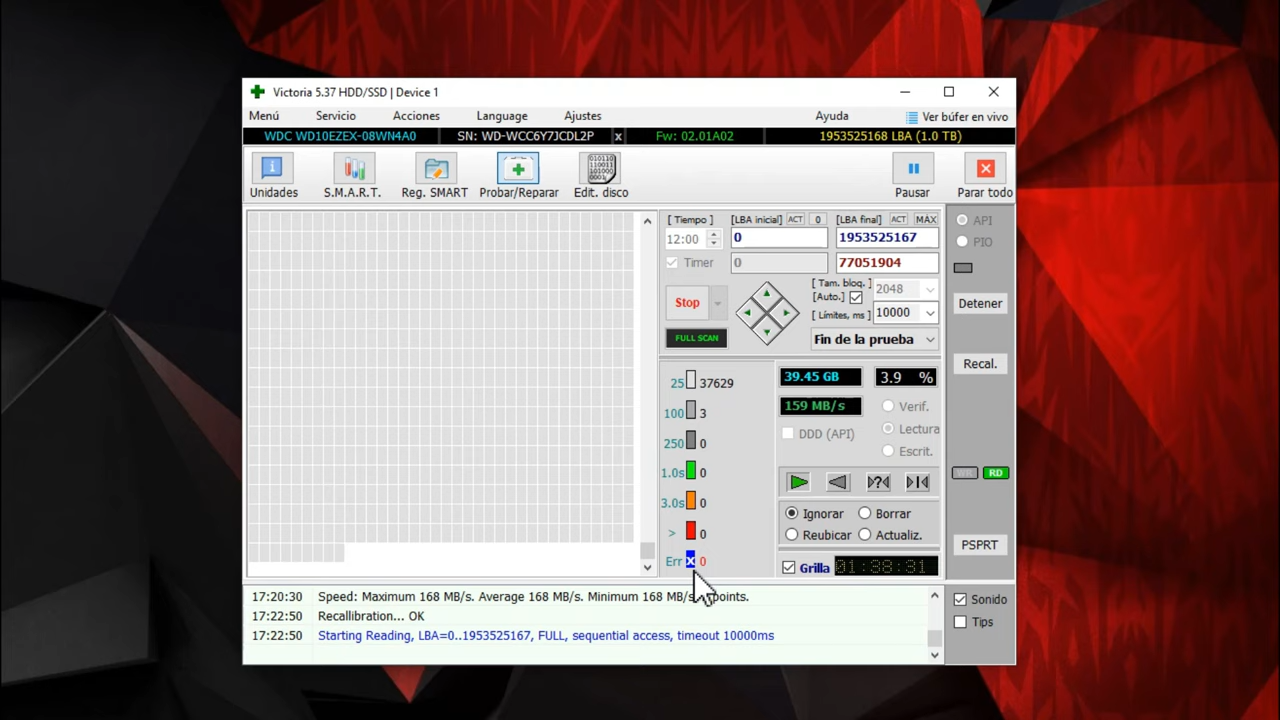 Victoria 5.37 HDD/SSD | Device 1
Menú Servicio Acciones Language Ajustes Ayuda Ver búfer en vivo
WDC WD10EZEX-08WN4A0 SN: WD-WCC6Y7JCDL2P x Fw: 02.01A02 1953525168 LBA (1.0 TB)
Unidades S.M.A.R.T. Reg. SMART Probar/Reparar Edit. disco Pausar Parar todo
[ Tiempo ] [LBA inicial] ACT 0 [LBA final] ACT MÁX
12:00 0 1953525167
Timer 0 77051904
API
PIO
Stop
[ Tam. bloq. ] 2048
[Auto.]
[ Límites, ms ] 10000
FULL SCAN
Fin de la prueba
Detener
Recal.
25 37629
100 3
250 0
1.0s 0
3.0s 0
> 0
Err x 0
39.45 GB 3.9 %
159 MB/s Verif.
DDD (API) Lectura
Escrit.
Ignorar Borrar
Reubicar Actualiz.
Grilla 01:38:31
RD
PSPRT
17:20:30 Speed: Maximum 168 MB/s. Average 168 MB/s. Minimum 168 MB/s.
17:22:50 Recallibration... OK
17:22:50 Starting Reading, LBA=0..1953525167, FULL, sequential access, timeout 10000ms
Sonido
Tips